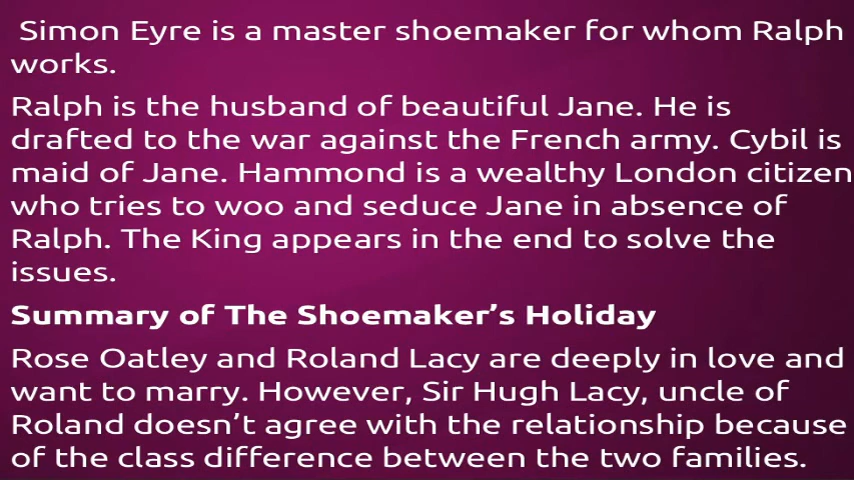 Simon Eyre is a master shoemaker for whom Ralph
works.
Ralph is the husband of beautiful Jane. He is
drafted to the war against the French army. Cybil is
maid of Jane. Hammond is a wealthy London citizen
who tries to woo and seduce Jane in absence of
Ralph. The King appears in the end to solve the
issues.
Summary of The Shoemaker’s Holiday
Rose Oatley and Roland Lacy are deeply in love and
want to marry. However, Sir Hugh Lacy, uncle of
Roland doesn’t agree with the relationship because
of the class difference between the two families.